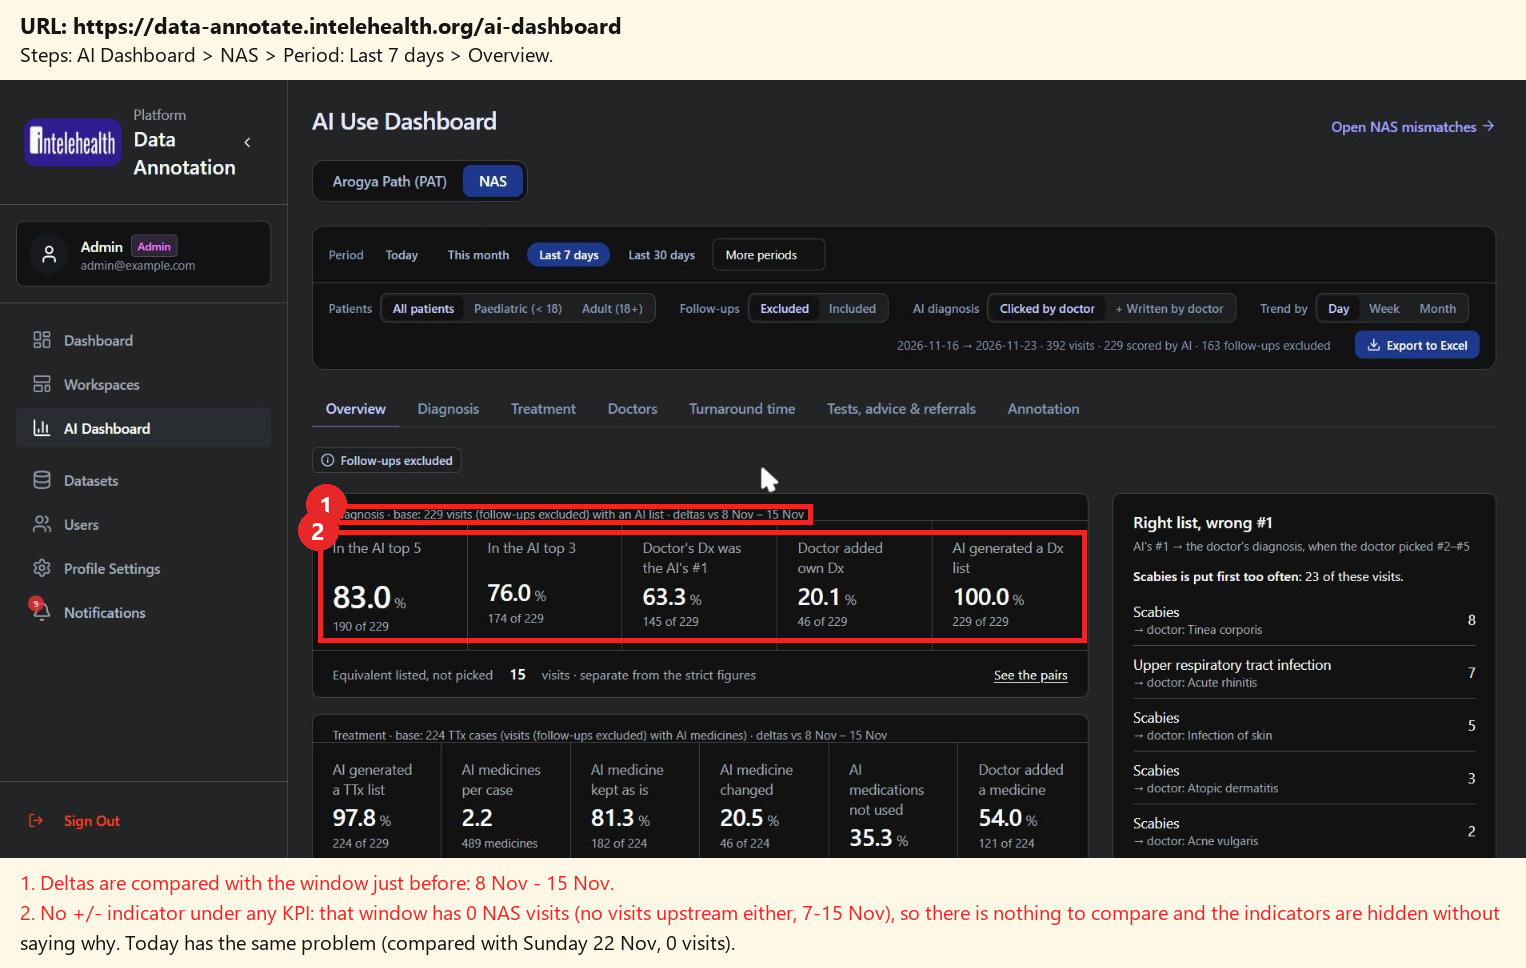 URL: https://data-annotate.intelehealth.org/ai-dashboard
Steps: AI Dashboard > NAS > Period: Last 7 days > Overview.
intelehealth
Platform
Data
Annotation
Admin Admin
admin@example.com
Dashboard
Workspaces
AI Dashboard
Datasets
Users
Profile Settings
9
Notifications
Sign Out
AI Use Dashboard
Open NAS mismatches →
Arogya Path (PAT) NAS
Period Today This month Last 7 days Last 30 days More periods
Patients All patients Paediatric (< 18) Adult (18+) Follow-ups Excluded Included AI diagnosis Clicked by doctor + Written by doctor Trend by Day Week Month
2026-11-16 → 2026-11-23 · 392 visits · 229 scored by AI · 163 follow-ups excluded Export to Excel
Overview Diagnosis Treatment Doctors Turnaround time Tests, advice & referrals Annotation
Follow-ups excluded
1
agnosis · base: 229 visits (follow-ups excluded) with an AI list · deltas vs 8 Nov – 15 Nov
2
In the AI top 5
83.0 %
190 of 229
In the AI top 3
76.0 %
174 of 229
Doctor's Dx was
the AI's #1
63.3 %
145 of 229
Doctor added
own Dx
20.1 %
46 of 229
AI generated a Dx
list
100.0 %
229 of 229
Equivalent listed, not picked 15 visits · separate from the strict figures See the pairs
Treatment · base: 224 TTx cases (visits (follow-ups excluded) with AI medicines) · deltas vs 8 Nov – 15 Nov
AI generated
a TTx list
97.8 %
224 of 229
AI medicines
per case
2.2
489 medicines
AI medicine
kept as is
81.3 %
182 of 224
AI medicine
changed
20.5 %
46 of 224
AI
medications
not used
35.3 %
Doctor added
a medicine
54.0 %
121 of 224
Right list, wrong #1
AI's #1 → the doctor's diagnosis, when the doctor picked #2–#5
Scabies is put first too often: 23 of these visits.
Scabies
→ doctor: Tinea corporis
8
Upper respiratory tract infection
→ doctor: Acute rhinitis
7
Scabies
→ doctor: Infection of skin
5
Scabies
→ doctor: Atopic dermatitis
3
Scabies
→ doctor: Acne vulgaris
2
1. Deltas are compared with the window just before: 8 Nov - 15 Nov.
2. No +/- indicator under any KPI: that window has 0 NAS visits (no visits upstream either, 7-15 Nov), so there is nothing to compare and the indicators are hidden without
saying why. Today has the same problem (compared with Sunday 22 Nov, 0 visits).